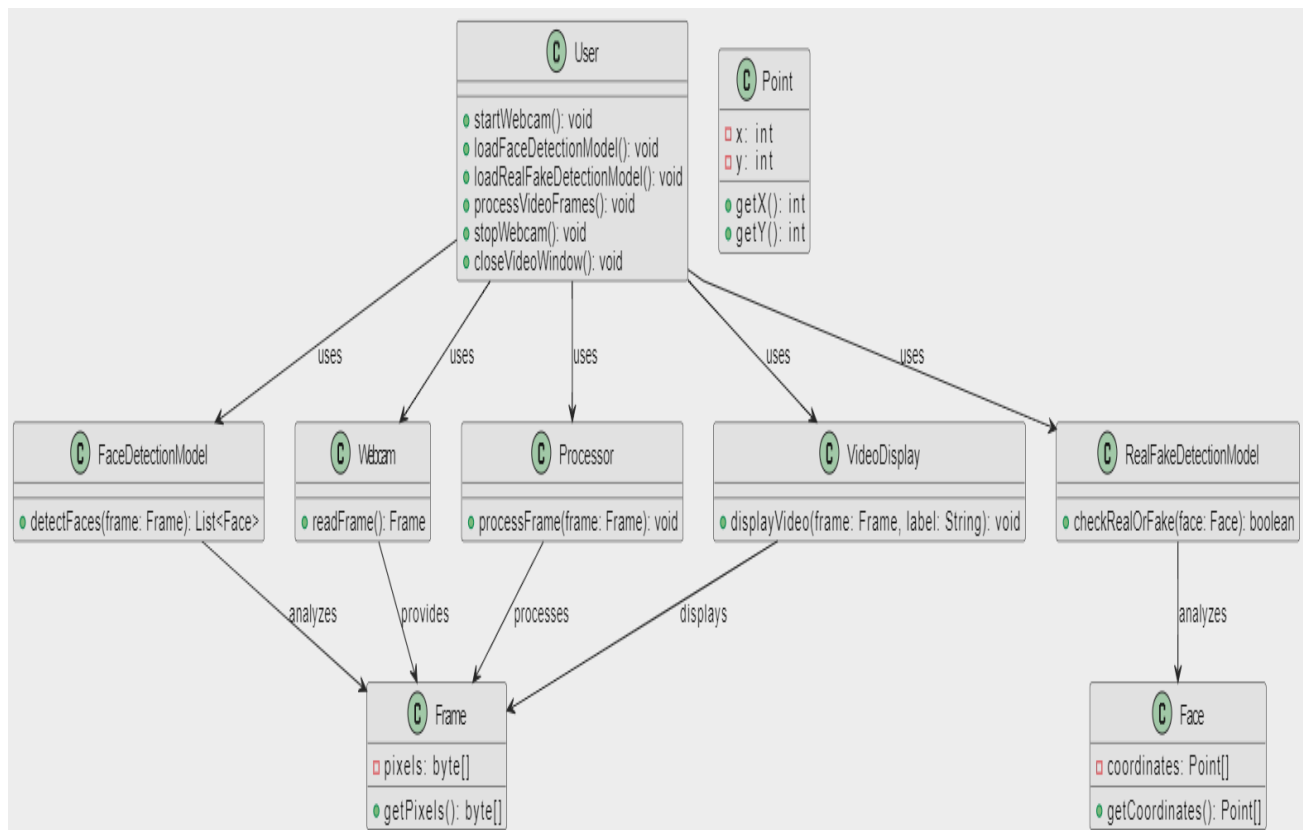 C User
startWebcam(): void
loadFaceDetectionModel(): void
loadRealFakeDetectionModel(): void
processVideoFrames(): void
stopWebcam(): void
closeVideoWindow(): void
C Point
x: int
y: int
getX(): int
getY(): int
uses
uses
uses
uses
uses
C FaceDetectionModel
detectFaces(frame: Frame): List<Face>
C Webcam
readFrame(): Frame
C Processor
processFrame(frame: Frame): void
C VideoDisplay
displayVideo(frame: Frame, label: String): void
C RealFakeDetectionModel
checkRealOrFake(face: Face): boolean
analyzes
provides
processes
displays
analyzes
C Frame
pixels: byte[]
getPixels(): byte[]
C Face
coordinates: Point[]
getCoordinates(): Point[]